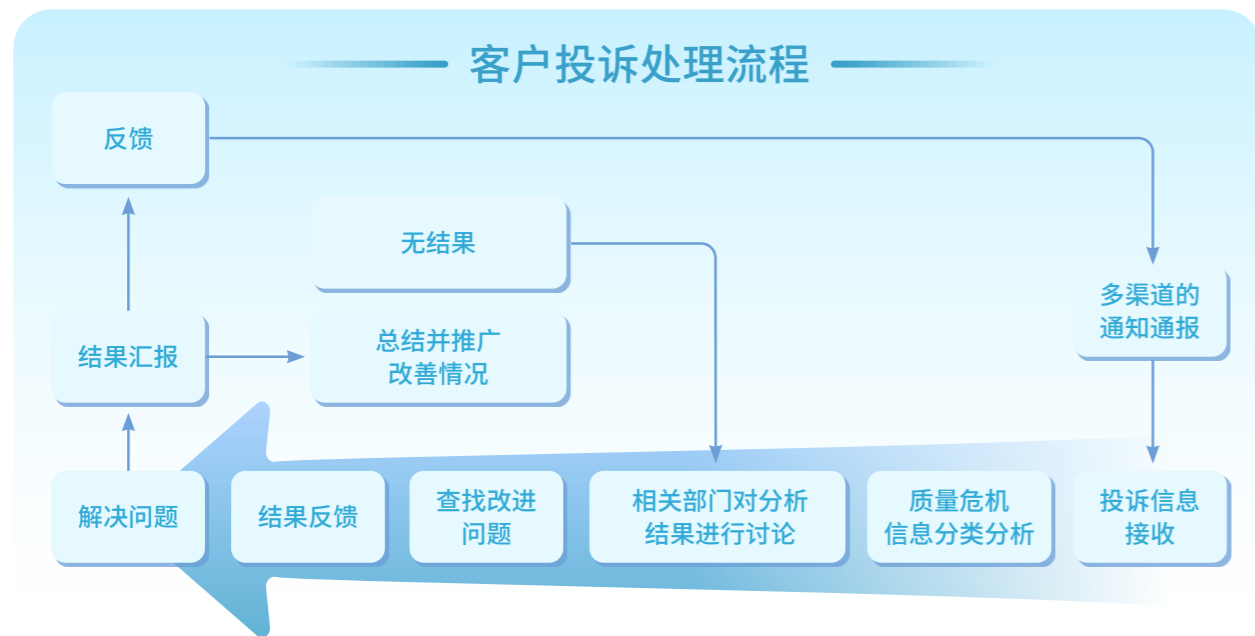 客户投诉处理流程
反馈
无结果
多渠道的
通知通报
结果汇报
总结并推广
改善情况
解决问题
结果反馈
查找改进
问题
相关部门对分析
结果进行讨论
质量危机
信息分类分析
投诉信息
接收